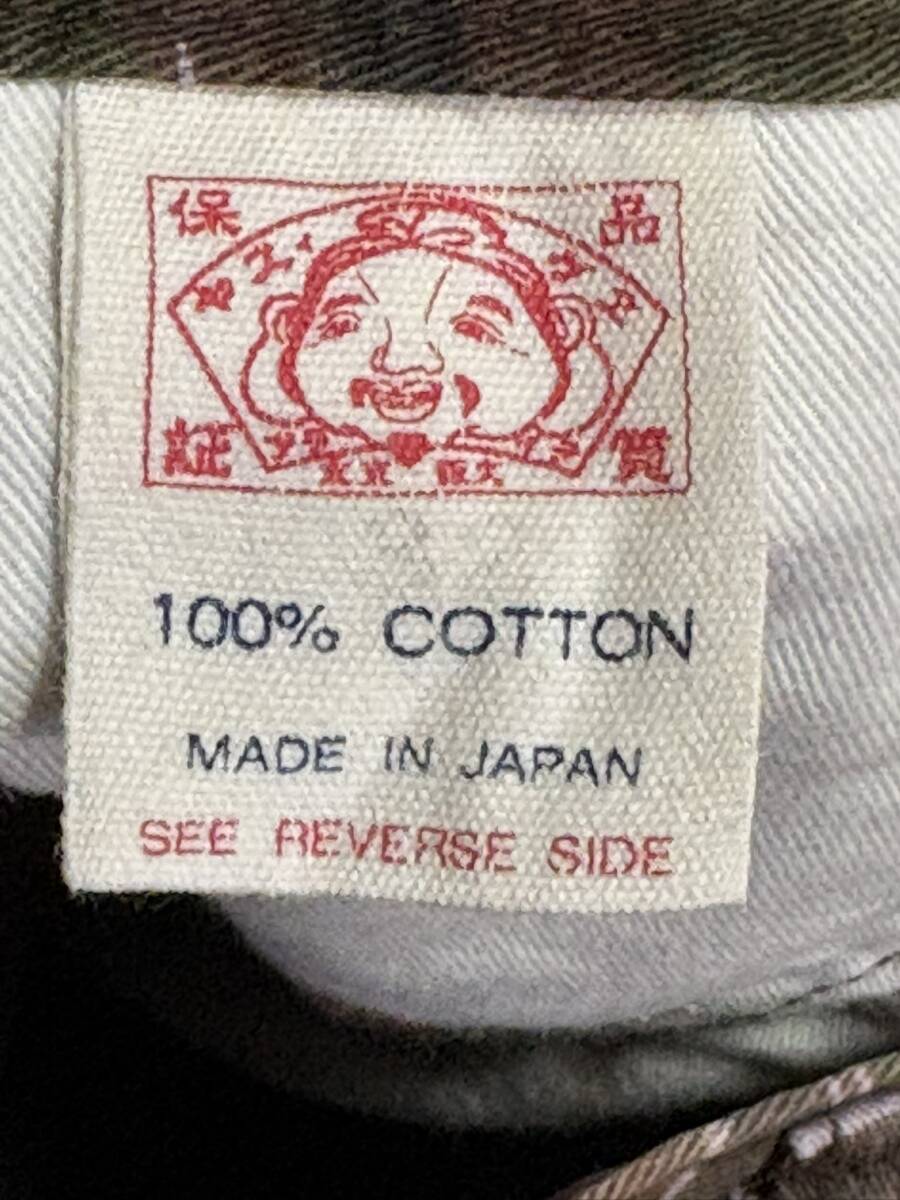 品質
保証
100% COTTON
MADE IN JAPAN
SEE REVERSE SIDE